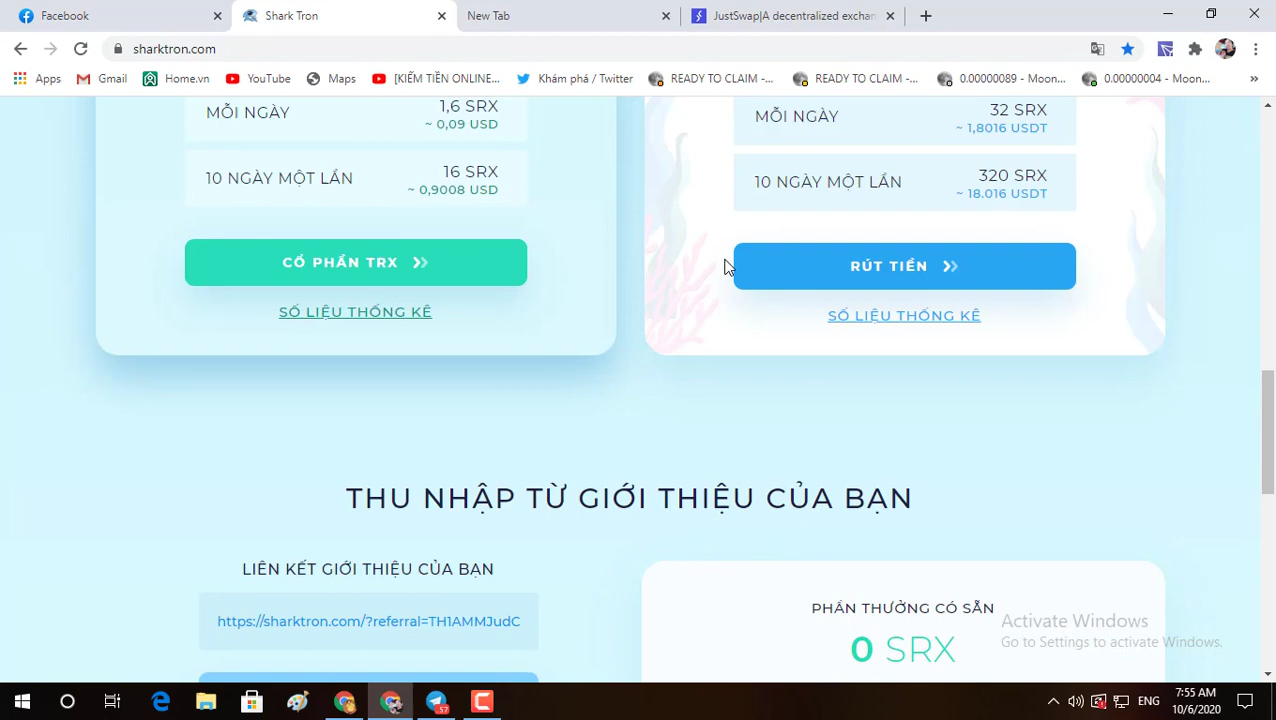 Facebook
Shark Tron
New Tab
JustSwap|A decentralized exchan
sharktron.com
Apps
Gmail
Home.vn
YouTube
Maps
[KIẾM TIỀN ONLINE...
Khám phá / Twitter
READY TO CLAIM -...
READY TO CLAIM -...
0.00000089 - Moon...
0.00000004 - Moon...
MỖI NGÀY
1,6 SRX
~ 0,09 USD
10 NGÀY MỘT LẦN
16 SRX
~ 0,9008 USD
CỔ PHẦN TRX
SỐ LIỆU THỐNG KÊ
MỖI NGÀY
32 SRX
~ 1,8016 USDT
10 NGÀY MỘT LẦN
320 SRX
~ 18.016 USDT
RÚT TIỀN
SỐ LIỆU THỐNG KÊ
THU NHẬP TỪ GIỚI THIỆU CỦA BẠN
LIÊN KẾT GIỚI THIỆU CỦA BẠN
https://sharktron.com/?referral=TH1AMMJudC
PHẦN THƯỞNG CÓ SẴN
0 SRX
Activate Windows
Go to Settings to activate Windows.
57
ENG
7:55 AM
10/6/2020